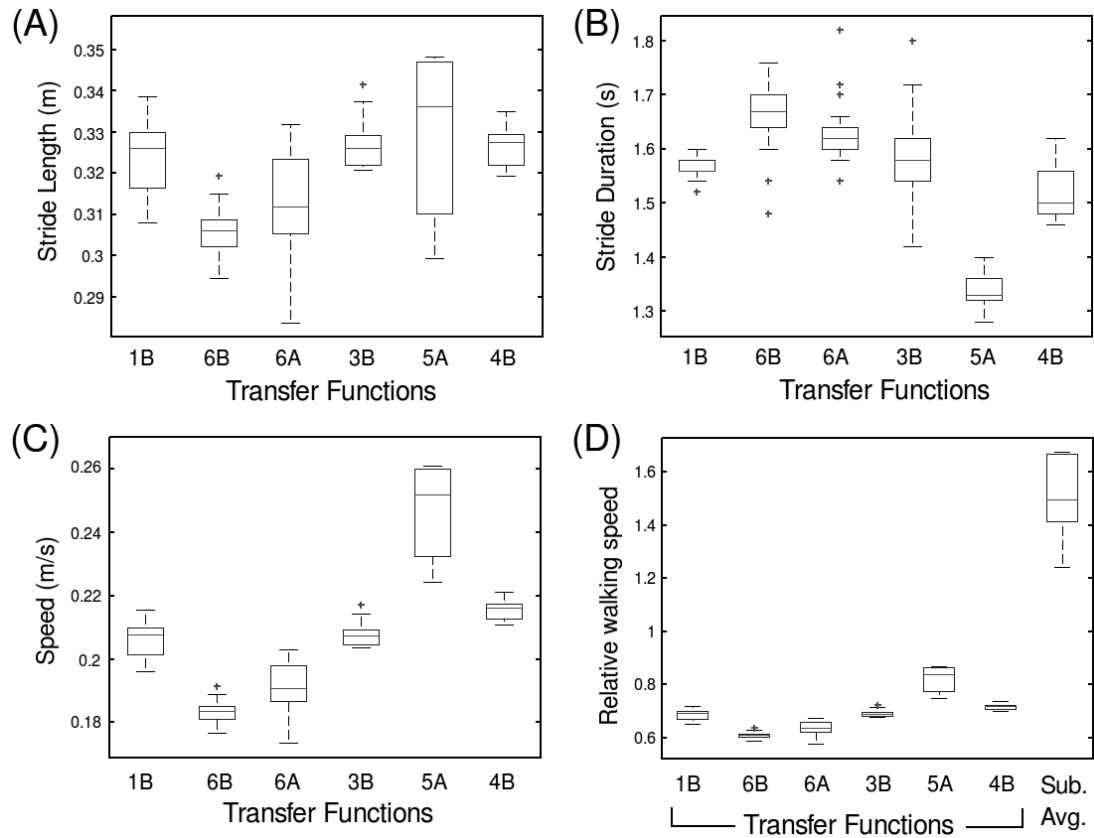 (A)
Stride Length (m)
0.35
0.34
0.33
0.32
0.31
0.3
0.29
1B 6B 6A 3B 5A 4B
Transfer Functions
(B)
Stride Duration (s)
1.8
1.7
1.6
1.5
1.4
1.3
1B 6B 6A 3B 5A 4B
Transfer Functions
(C)
Speed (m/s)
0.26
0.24
0.22
0.2
0.18
1B 6B 6A 3B 5A 4B
Transfer Functions
(D)
Relative walking speed
1.6
1.4
1.2
1
0.8
0.6
1B 6B 6A 3B 5A 4B Sub.
Transfer Functions Avg.